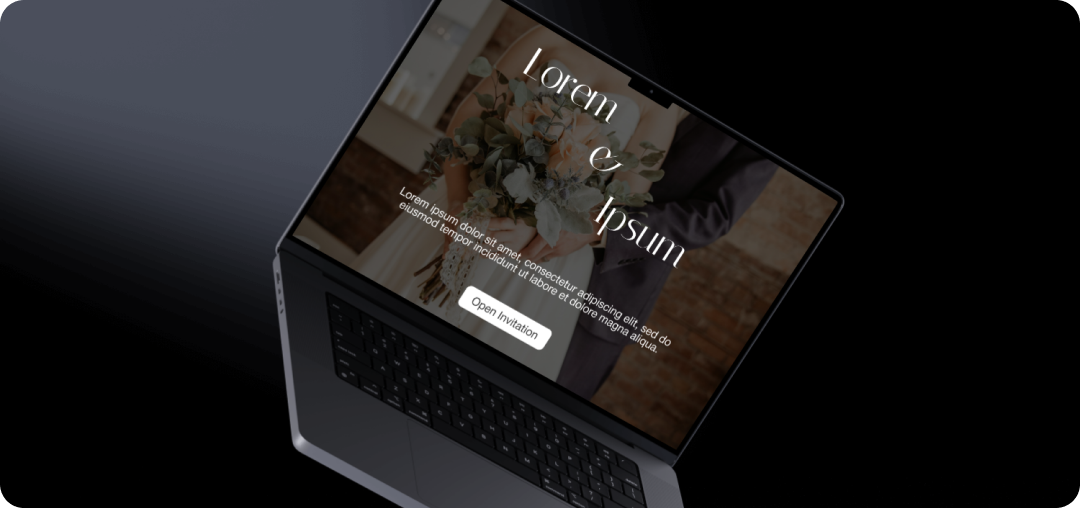 Lorem
&
Ipsum
Lorem ipsum dolor sit amet, consectetur adipiscing elit, sed do
eiusmod tempor incididunt ut labore et dolore magna aliqua.
Open Invitation